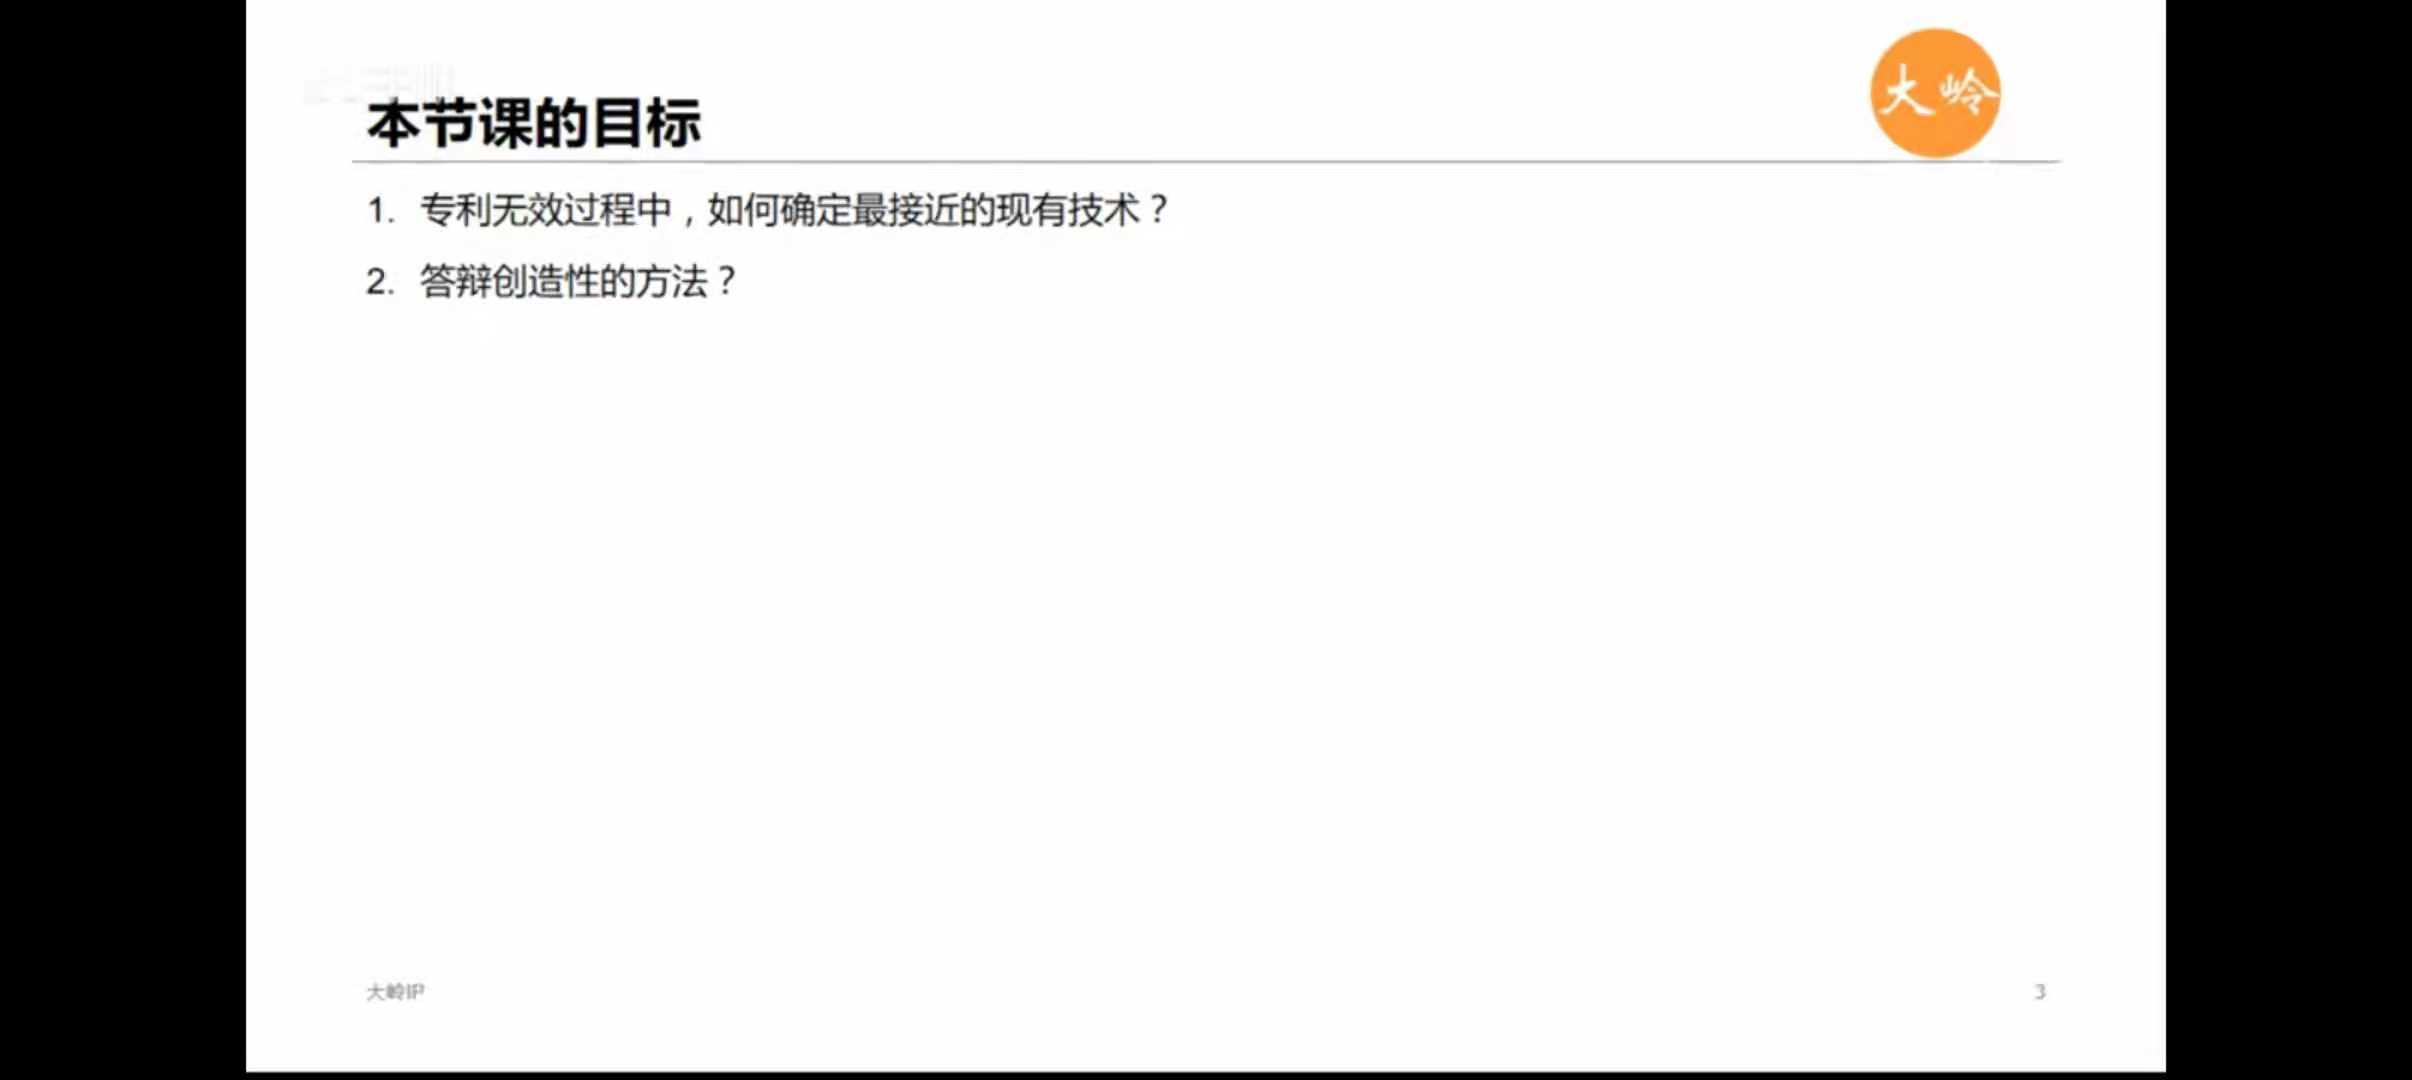 大岭
本节课的目标
1. 专利无效过程中，如何确定最接近的现有技术？
2. 答辩创造性的方法？
大岭IP
3